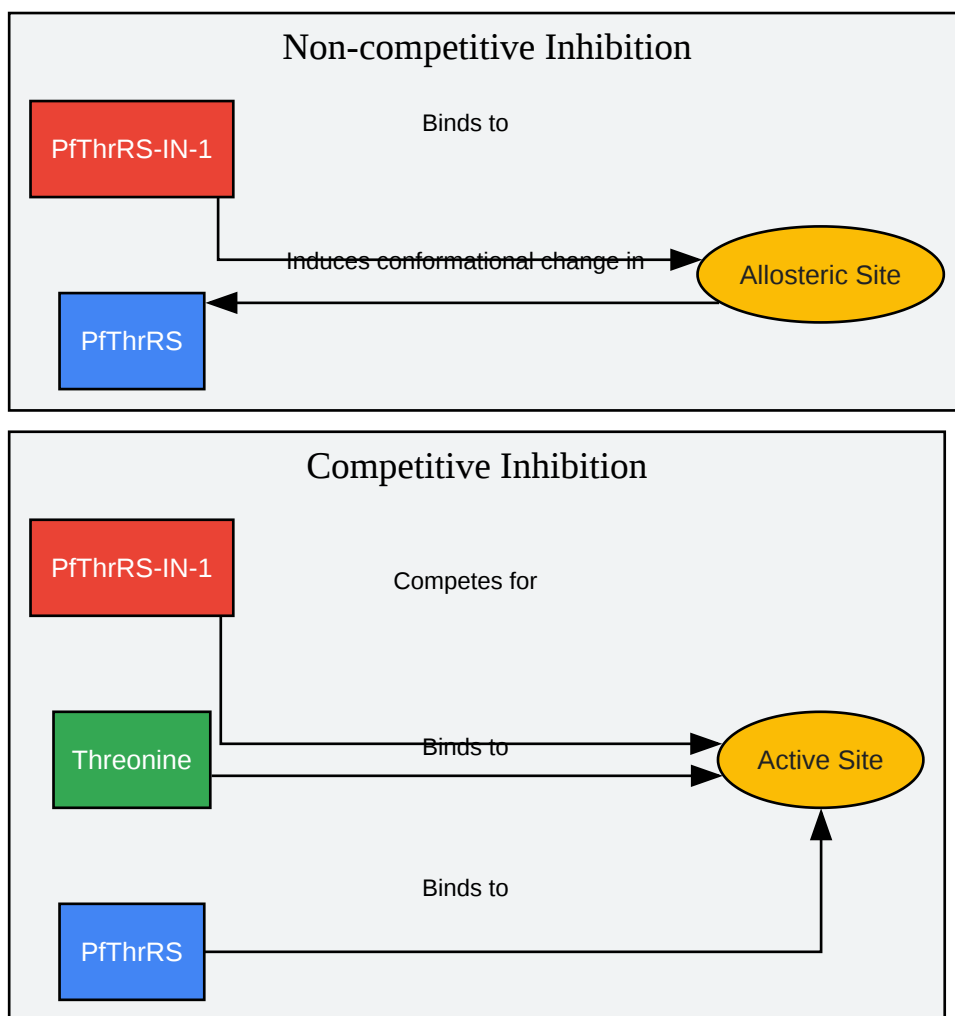 Non-competitive Inhibition
PfThrRS-IN-1
Binds to
Induces conformational change in
Allosteric Site
PfThrRS
Competitive Inhibition
PfThrRS-IN-1
Competes for
Threonine
Binds to
Active Site
Binds to
PfThrRS